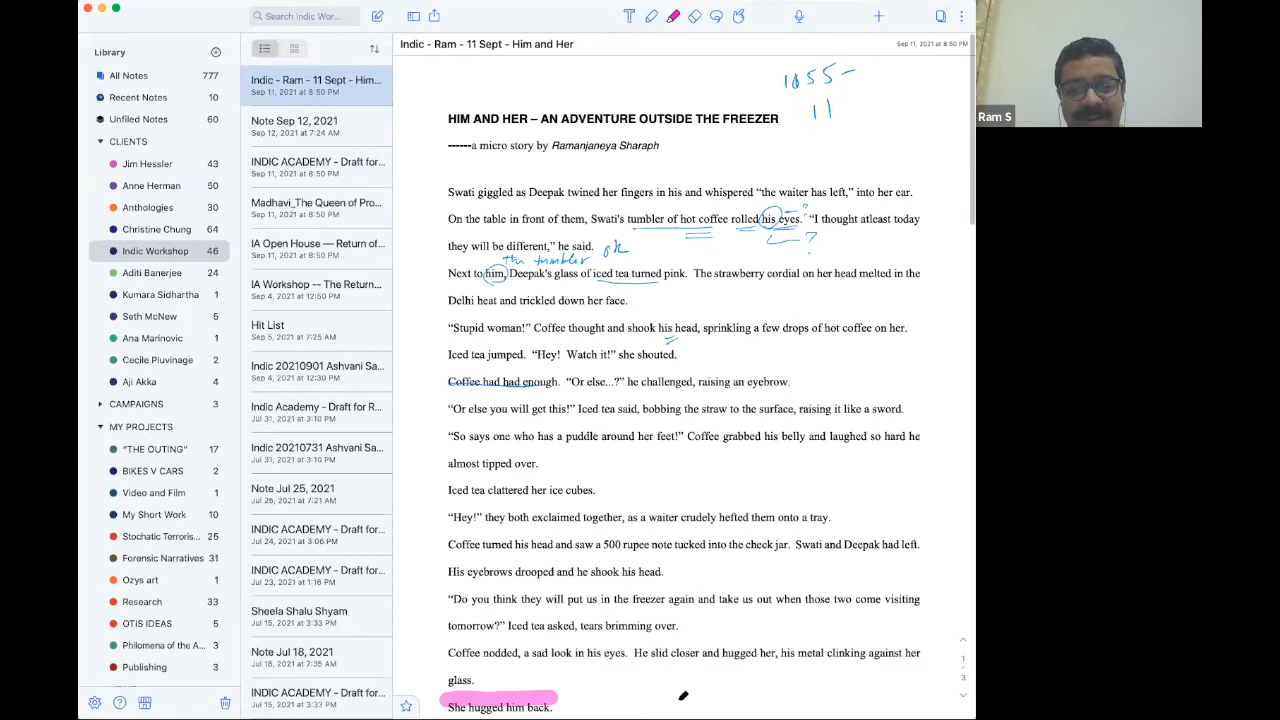 Search Indic Wor...
Library
All Notes 777
Recent Notes 10
Unfiled Notes 60
CLIENTS
Jim Hessler 43
Anne Herman 50
Anthologies 30
Christine Chung 64
Indic Workshop 46
Aditi Banerjee 24
Kumara Sidhartha 1
Seth McNew 5
Ana Marinovic 1
Cecile Pluvinage 2
Aji Akka 4
CAMPAIGNS 3
MY PROJECTS
"THE OUTING" 17
BIKES V CARS 2
Video and Film 1
My Short Work 10
Stochatic Terroris... 25
Forensic Narratives 31
Ozys art 1
Research 33
OTiS IDEAS 5
Philomena of the A... 3
Publishing 3
Indic - Ram - 11 Sept - Him...
Sep 11, 2021 at 8:50 PM
Note Sep 12, 2021
Sep 12, 2021 at 7:24 AM
INDIC ACADEMY - Draft for...
Sep 11, 2021 at 8:50 PM
Madhavi_The Queen of Pro...
Sep 11, 2021 at 8:50 PM
IA Open House — Return of...
Sep 11, 2021 at 8:50 PM
IA Workshop -- The Return...
Sep 4, 2021 at 12:50 PM
Hit List
Sep 5, 2021 at 7:25 AM
Indic 20210901 Ashvani Sa...
Sep 4, 2021 at 12:30 PM
Indic Academy - Draft for R...
Jul 31, 2021 at 3:10 PM
Indic 20210731 Ashvani Sa...
Jul 31, 2021 at 3:10 PM
Note Jul 25, 2021
Jul 25, 2021 at 7:21 AM
INDIC ACADEMY - Draft for...
Jul 24, 2021 at 3:06 PM
INDIC ACADEMY - Draft for...
Jul 23, 2021 at 1:16 PM
Sheela Shalu Shyam
Jul 15, 2021 at 3:33 PM
Note Jul 18, 2021
Jul 18, 2021 at 7:35 AM
INDIC ACADEMY - Draft for...
Jul 15, 2021 at 3:33 PM
Indic - Ram - 11 Sept - Him and Her
Sep 11, 2021 at 8:50 PM
1055-
11
HIM AND HER – AN ADVENTURE OUTSIDE THE FREEZER
------a micro story by Ramanjaneya Sharaph
Swati giggled as Deepak twined her fingers in his and whispered “the waiter has left,” into her ear.
On the table in front of them, Swati's tumbler of hot coffee rolled his eyes. “I thought atleast today
?
?
they will be different,” he said.
the tumbler ok
Next to him, Deepak's glass of iced tea turned pink. The strawberry cordial on her head melted in the
Delhi heat and trickled down her face.
“Stupid woman!” Coffee thought and shook his head, sprinkling a few drops of hot coffee on her.
Iced tea jumped. “Hey! Watch it!” she shouted.
Coffee had had enough. “Or else...?” he challenged, raising an eyebrow.
“Or else you will get this!” Iced tea said, bobbing the straw to the surface, raising it like a sword.
“So says one who has a puddle around her feet!” Coffee grabbed his belly and laughed so hard he
almost tipped over.
Iced tea clattered her ice cubes.
“Hey!” they both exclaimed together, as a waiter crudely hefted them onto a tray.
Coffee turned his head and saw a 500 rupee note tucked into the check jar. Swati and Deepak had left.
His eyebrows drooped and he shook his head.
“Do you think they will put us in the freezer again and take us out when those two come visiting
tomorrow?” Iced tea asked, tears brimming over.
Coffee nodded, a sad look in his eyes. He slid closer and hugged her, his metal clinking against her
glass.
She hugged him back.
1
3
Ram S